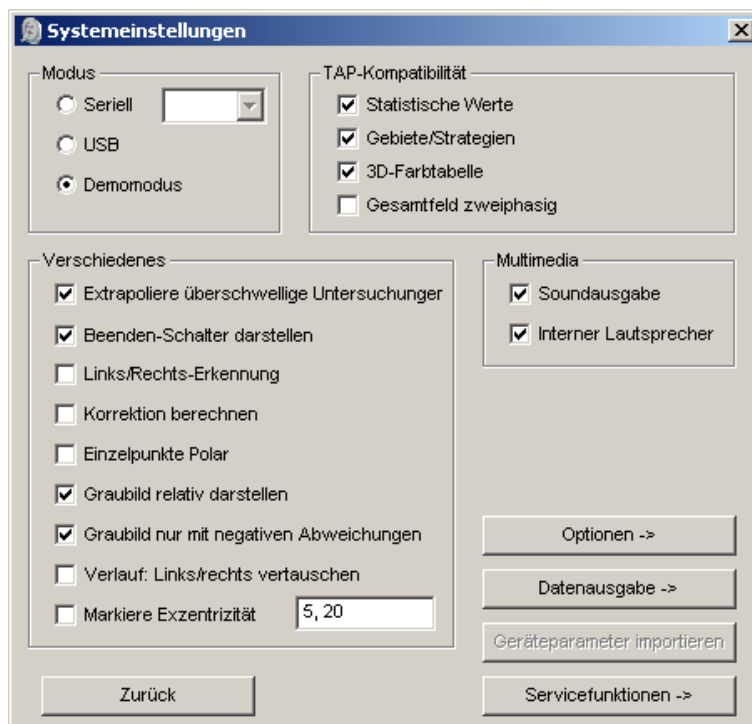 Systemeinstellungen
Modus
Seriell
USB
Demomodus
TAP-Kompatibilität
Statistische Werte
Gebiete/Strategien
3D-Farbtabelle
Gesamtfeld zweiphasig
Verschiedenes
Extrapoliere überschwellige Untersuchunger
Beenden-Schalter darstellen
Links/Rechts-Erkennung
Korrektion berechnen
Einzelpunkte Polar
Graubild relativ darstellen
Graubild nur mit negativen Abweichungen
Verlauf: Links/rechts vertauschen
Markiere Exzentrizität 5, 20
Multimedia
Soundausgabe
Interner Lautsprecher
Optionen ->
Datenausgabe ->
Geräteparameter importieren
Zurück
Servicefunktionen ->